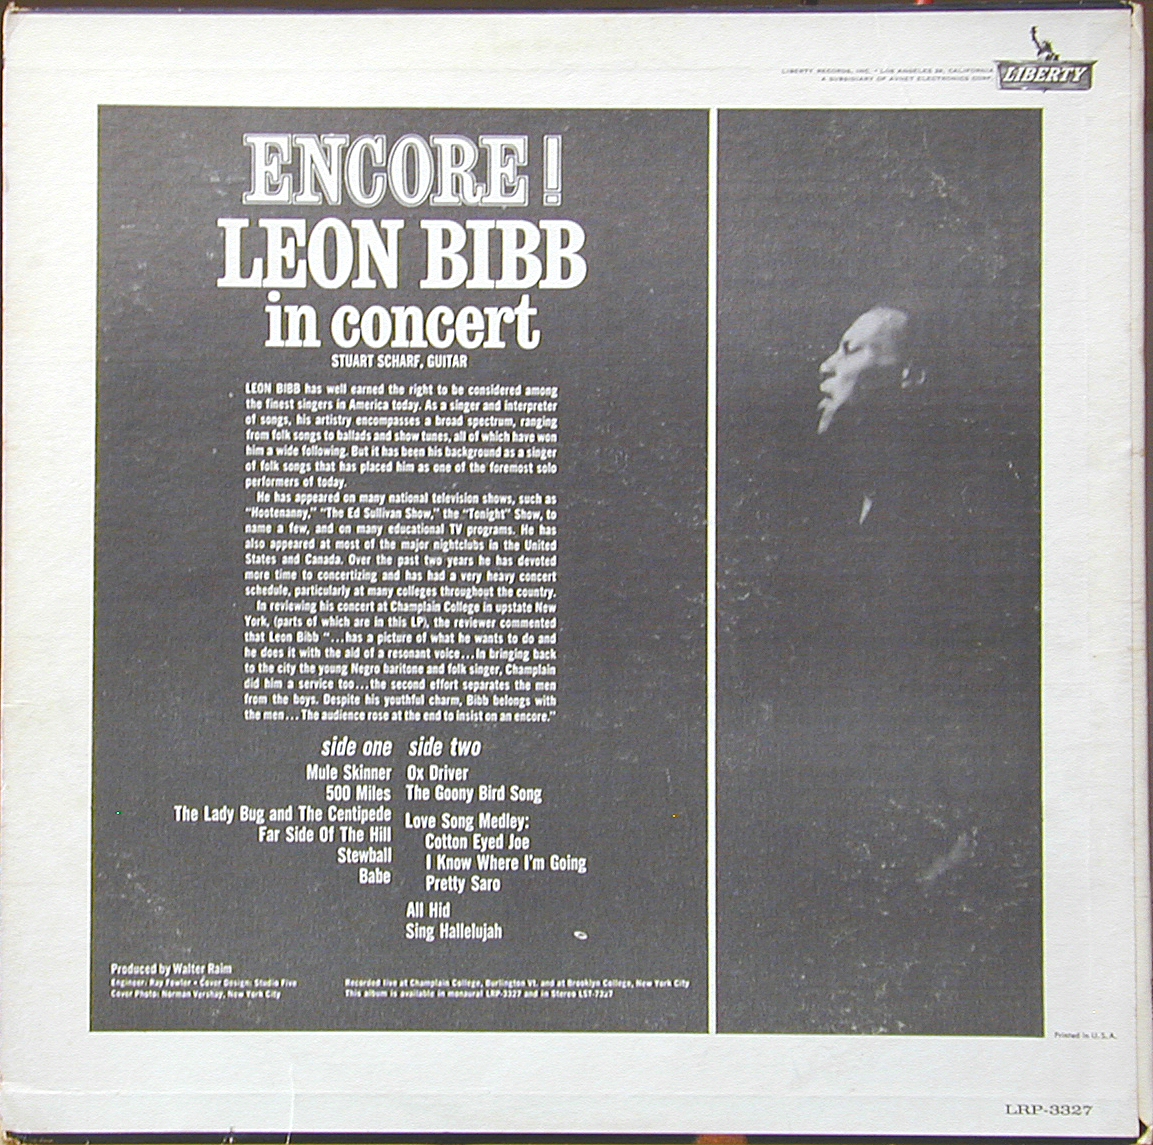 LIBERTY RECORDS, INC. • LOS ANGELES 28, CALIFORNIA
A SUBSIDIARY OF AVNET ELECTRONICS CORP.
LIBERTY
ENCORE!
LEON BIBB
in concert
STUART SCHARF, GUITAR
LEON BIBB has well earned the right to be considered among
the finest singers in America today. As a singer and interpreter
of songs, his artistry encompasses a broad spectrum, ranging
from folk songs to ballads and show tunes, all of which have won
him a wide following. But it has been his background as a singer
of folk songs that has placed him as one of the foremost solo
performers of today.
He has appeared on many national television shows, such as
"Hootenanny," "The Ed Sullivan Show," the "Tonight" Show, to
name a few, and on many educational TV programs. He has
also appeared at most of the major nightclubs in the United
States and Canada. Over the past two years he has devoted
more time to concertizing and has had a very heavy concert
schedule, particularly at many colleges throughout the country.
In reviewing his concert at Champlain College in upstate New
York, (parts of which are in this LP), the reviewer commented
that Leon Bibb "...has a picture of what he wants to do and
he does it with the aid of a resonant voice...In bringing back
to the city the young Negro baritone and folk singer, Champlain
did him a service too...the second effort separates the men
from the boys. Despite his youthful charm, Bibb belongs with
the men...The audience rose at the end to insist on an encore."
side one
Mule Skinner
500 Miles
The Lady Bug and The Centipede
Far Side Of The Hill
Stewball
Babe
side two
Ox Driver
The Goony Bird Song
Love Song Medley:
Cotton Eyed Joe
I Know Where I'm Going
Pretty Saro
All Hid
Sing Hallelujah
Produced by Walter Raim
Engineer: Ray Fowler • Cover Design: Studio Five
Cover Photo: Norman Vershay, New York City
Recorded live at Champlain College, Burlington Vt. and at Brooklyn College, New York City
This album is available in monaural LRP-3327 and in Stereo LST-7327
Printed in U.S.A.
LRP-3327